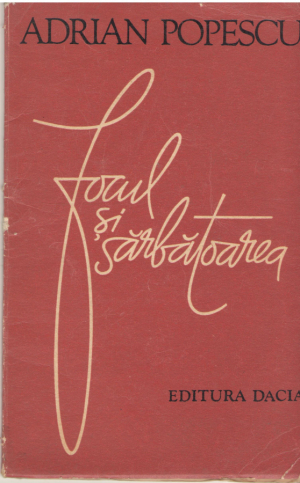 ADRIAN POPESCU
Focul
și
sărbătoarea
EDITURA DACIA